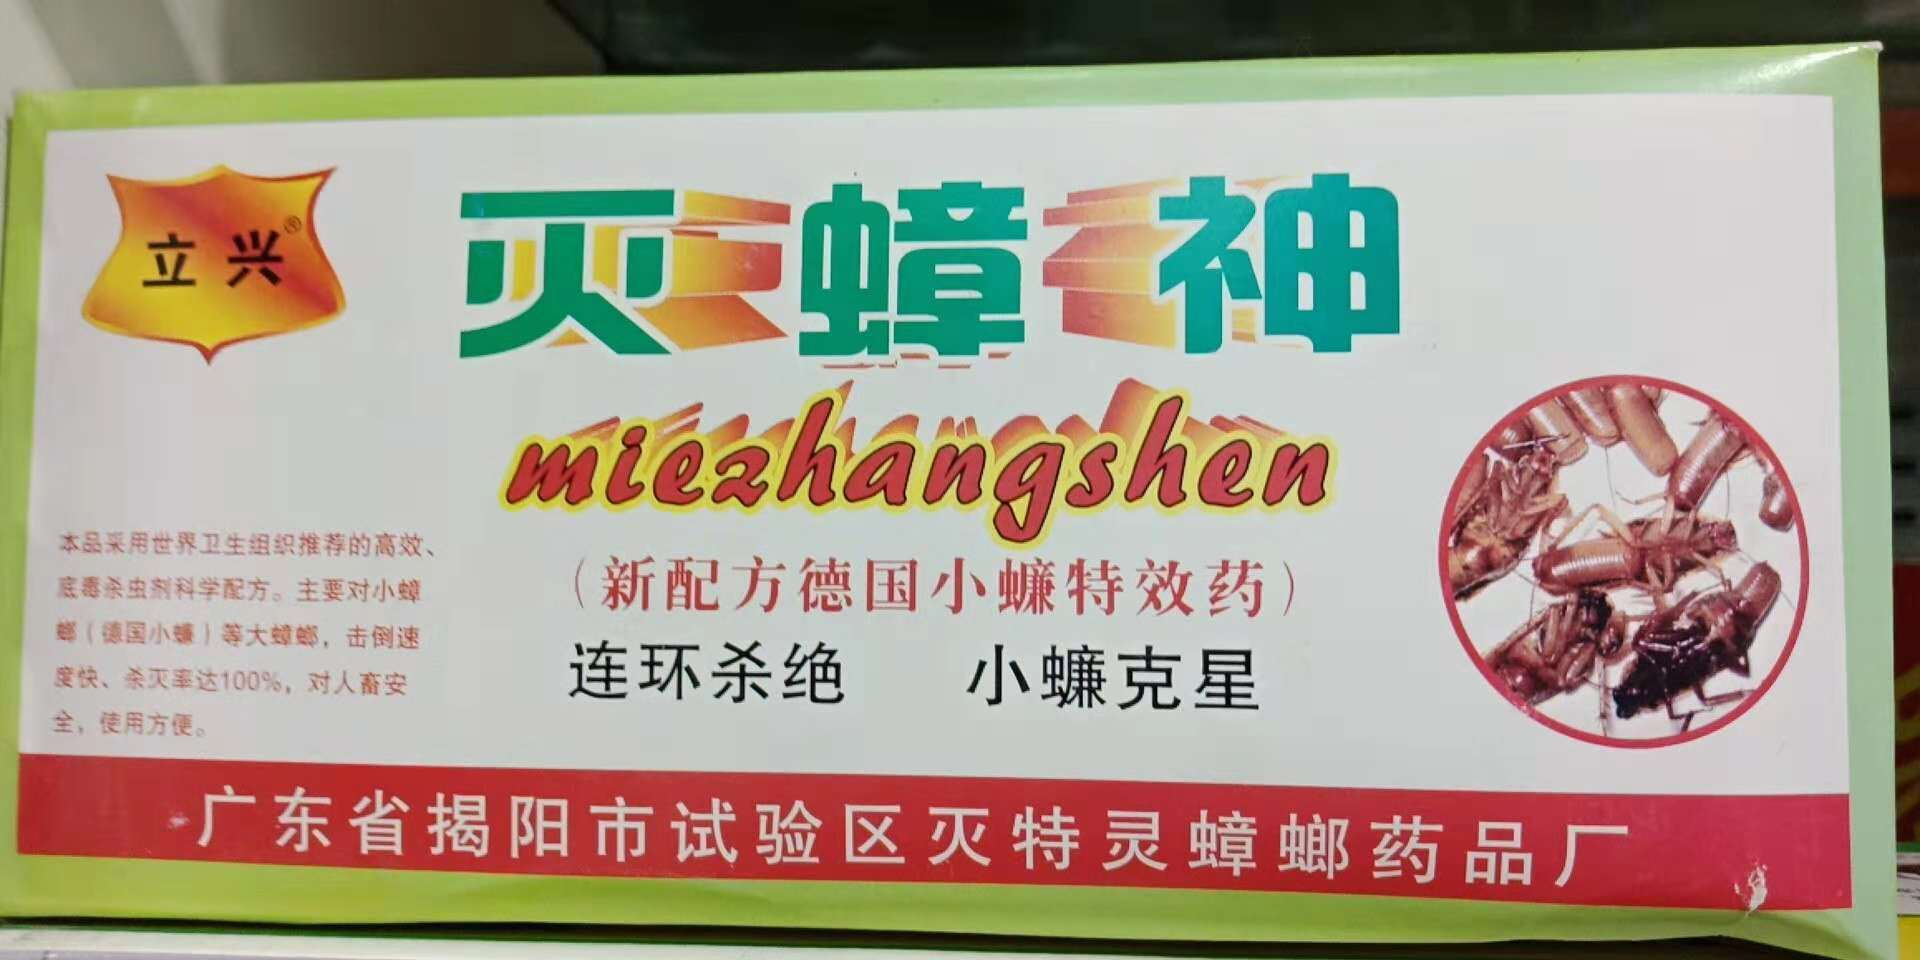 立兴®
灭蟑神
miezhangshen
（新配方德国小蠊特效药）
连环杀绝 小蠊克星
本品采用世界卫生组织推荐的高效、
底毒杀虫剂科学配方。主要对小蟑
螂（德国小蠊）等大蟑螂，击倒速
度快、杀灭率达100%，对人畜安
全，使用方便。
广东省揭阳市试验区灭特灵蟑螂药品厂